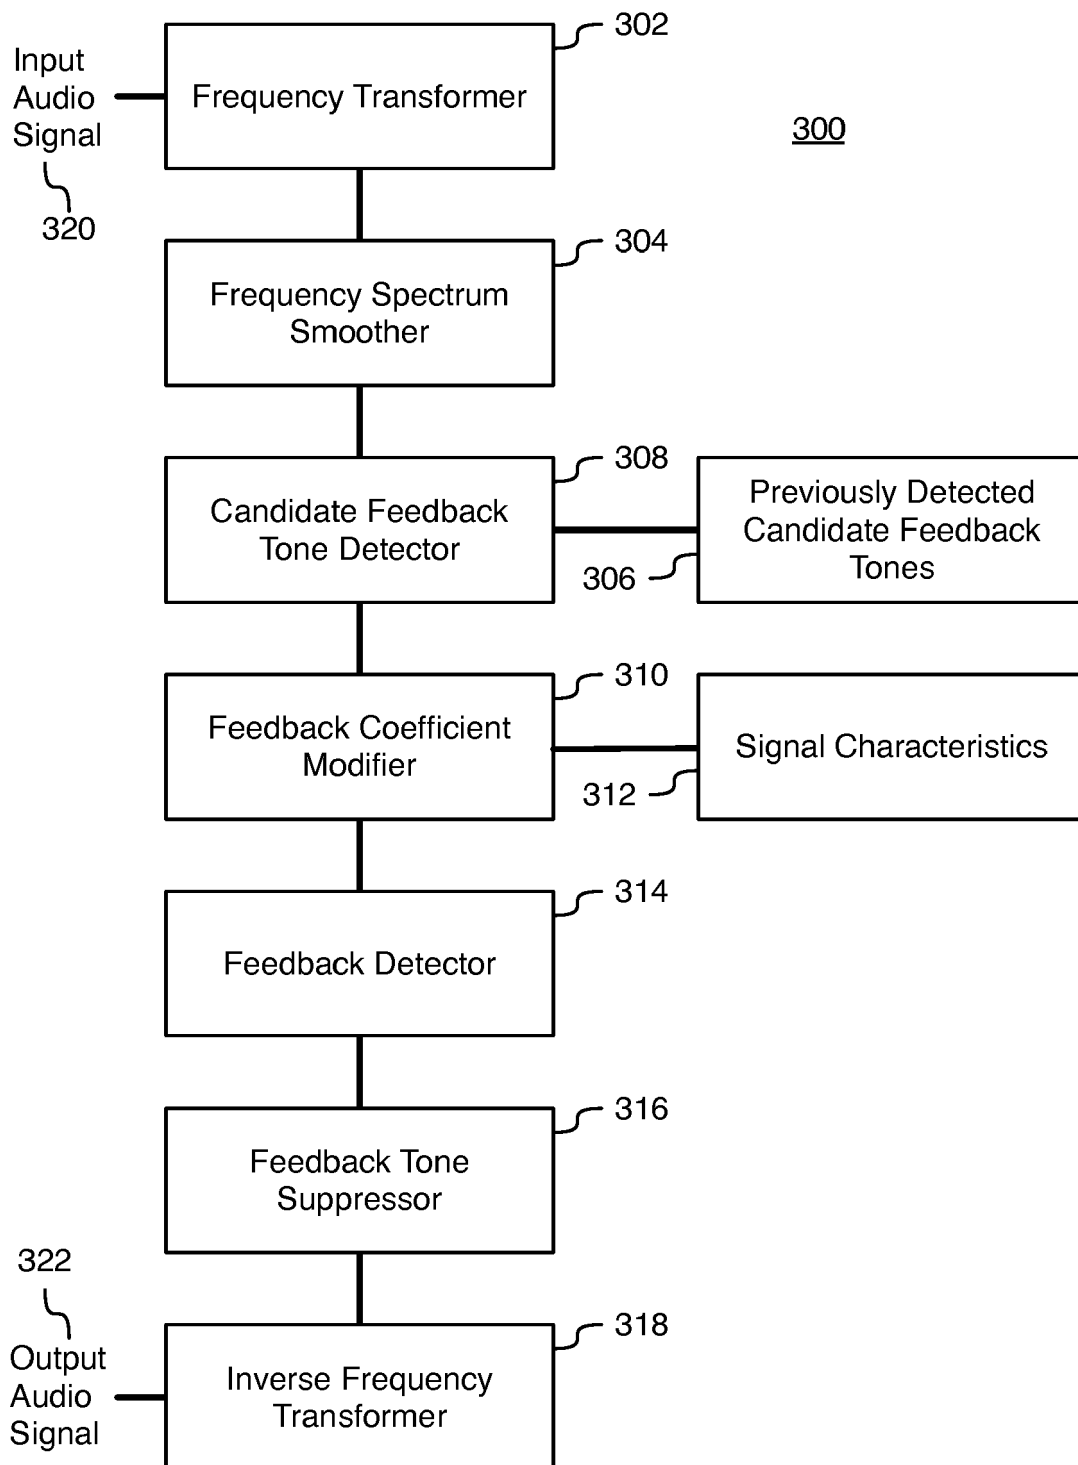 302
Input
Audio
Signal
Frequency Transformer
300
320
304
Frequency Spectrum
Smoother
308
Candidate Feedback
Tone Detector
Previously Detected
Candidate Feedback
Tones
306
310
Feedback Coefficient
Modifier
Signal Characteristics
312
314
Feedback Detector
316
Feedback Tone
Suppressor
322
318
Output
Audio
Signal
Inverse Frequency
Transformer